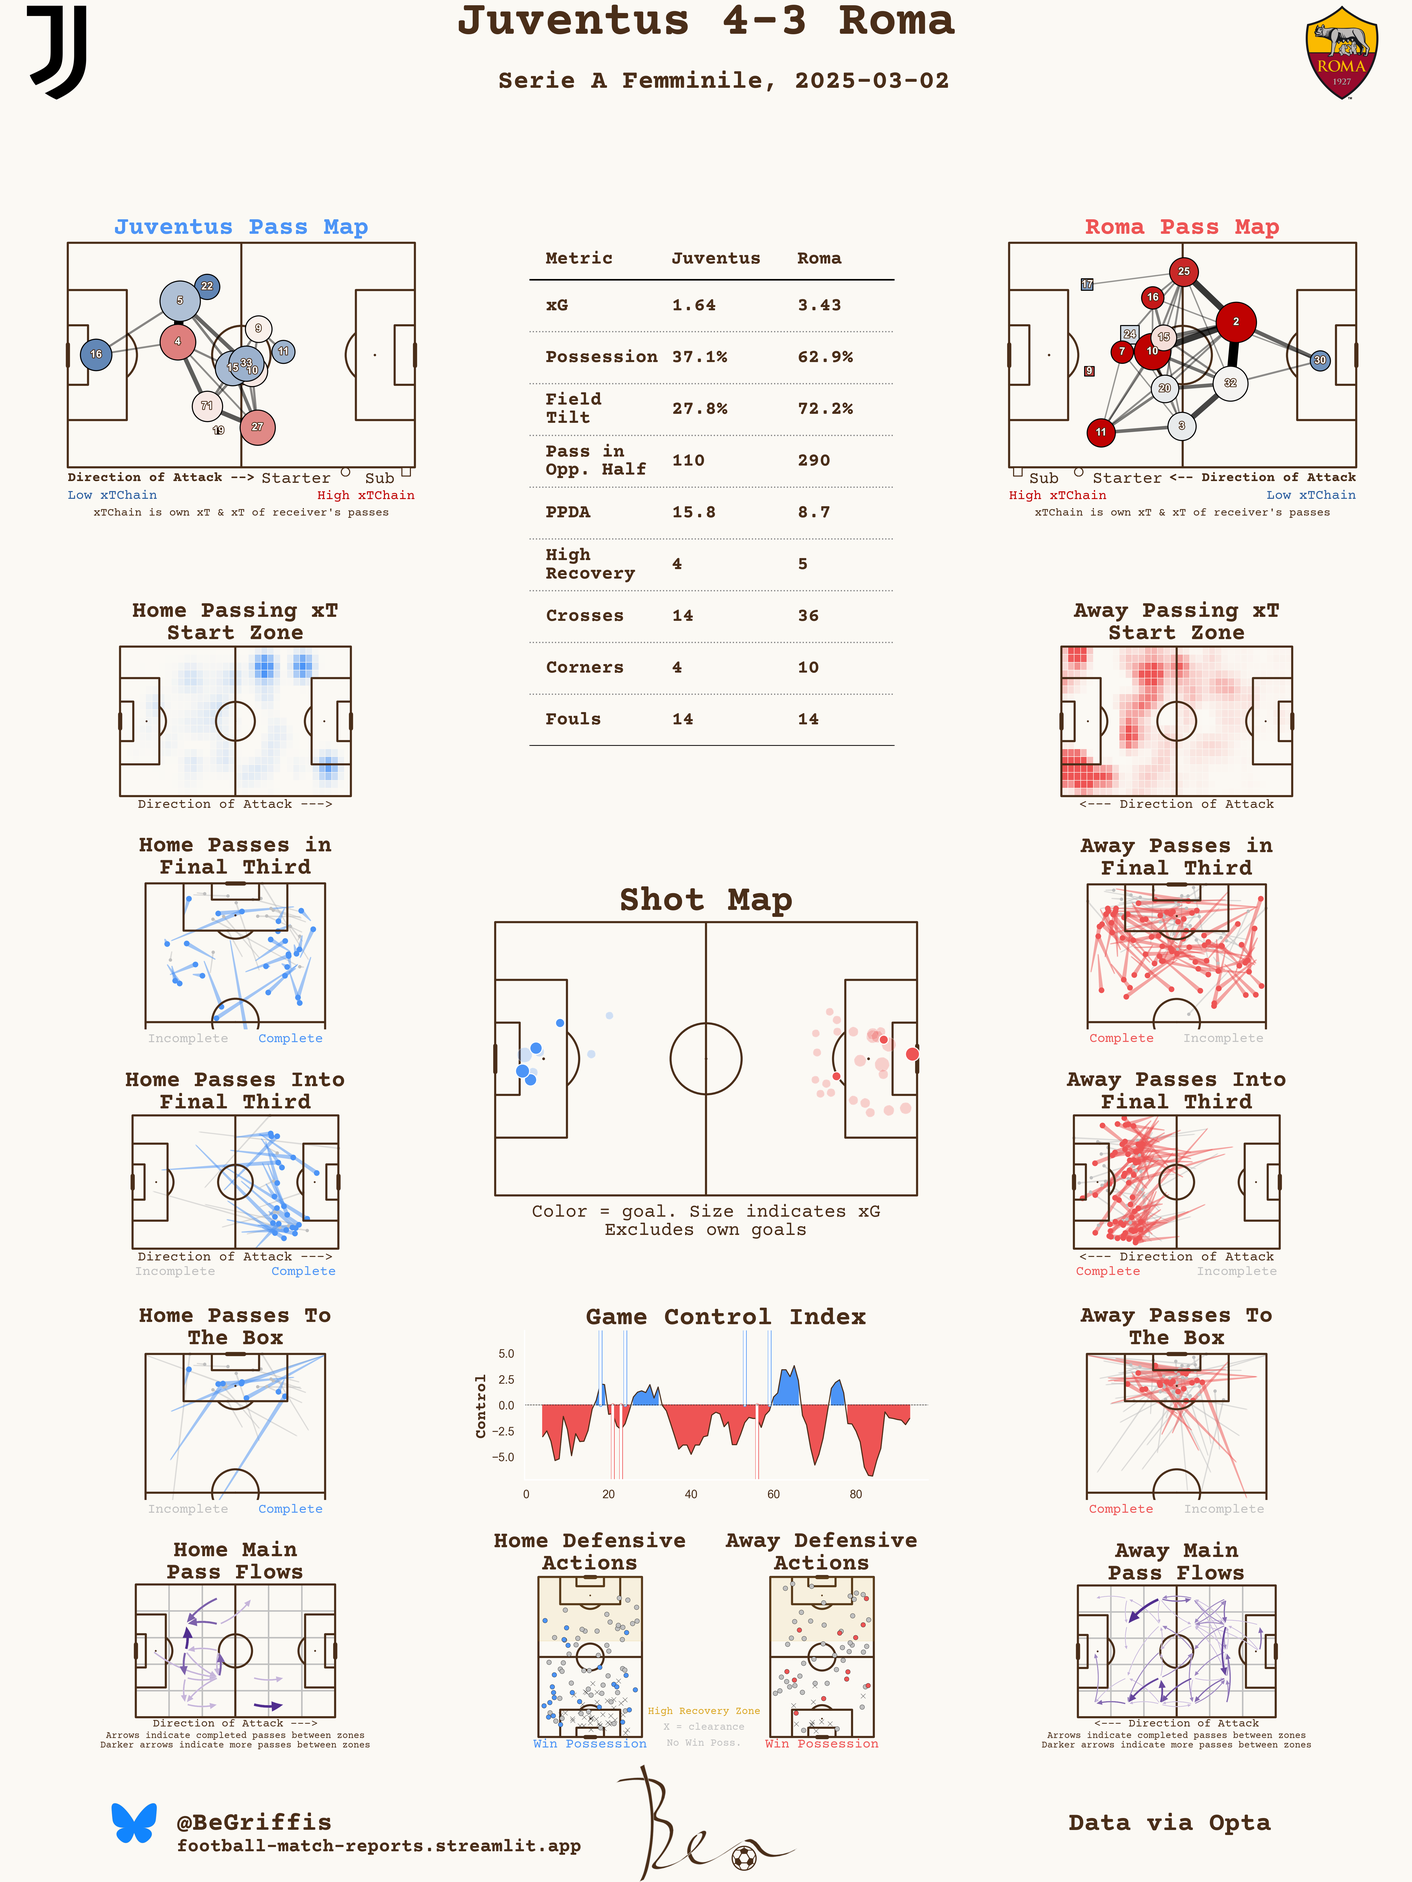 Juventus 4-3 Roma
Serie A Femminile, 2025-03-02
ROMA
1927
Juventus Pass Map
22
5
9
4
11
16
33
15
10
71
27
19
Direction of Attack --> Starter Sub
Low xTChain High xTChain
xTChain is own xT & xT of receiver's passes
Metric Juventus Roma
xG 1.64 3.43
Possession 37.1% 62.9%
Field
Tilt 27.8% 72.2%
Pass in
Opp. Half 110 290
PPDA 15.8 8.7
High
Recovery 4 5
Crosses 14 36
Corners 4 10
Fouls 14 14
Roma Pass Map
25
17
16
2
24
15
7
10
30
9
32
20
3
11
Sub Starter <-- Direction of Attack
High xTChain Low xTChain
xTChain is own xT & xT of receiver's passes
Home Passing xT
Start Zone
Direction of Attack --->
Away Passing xT
Start Zone
<--- Direction of Attack
Home Passes in
Final Third
Incomplete Complete
Away Passes in
Final Third
Complete Incomplete
Shot Map
Color = goal. Size indicates xG
Excludes own goals
Home Passes Into
Final Third
Direction of Attack --->
Incomplete Complete
Away Passes Into
Final Third
<--- Direction of Attack
Complete Incomplete
Home Passes To
The Box
Incomplete Complete
Game Control Index
Control
5.0
2.5
0.0
−2.5
−5.0
0 20 40 60 80
Away Passes To
The Box
Complete Incomplete
Home Main
Pass Flows
Direction of Attack --->
Arrows indicate completed passes between zones
Darker arrows indicate more passes between zones
Home Defensive
Actions
Win Possession
Away Defensive
Actions
Win Possession
High Recovery Zone
X = clearance
No Win Poss.
Away Main
Pass Flows
<--- Direction of Attack
Arrows indicate completed passes between zones
Darker arrows indicate more passes between zones
@BeGriffis
football-match-reports.streamlit.app
Ben
Data via Opta